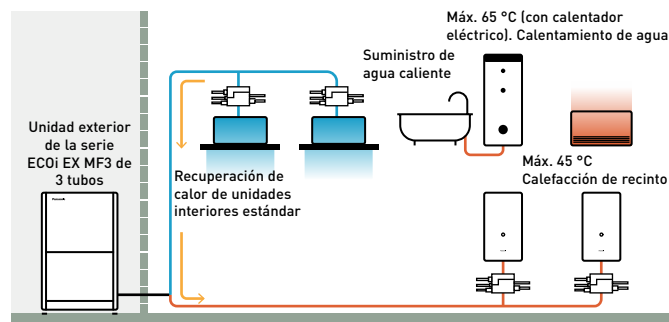 Máx. 65 °C (con calentador
eléctrico). Calentamiento de agua
Suministro de
agua caliente
Unidad exterior
de la serie
ECOi EX MF3 de
3 tubos
Recuperación de
calor de unidades
interiores estándar
Máx. 45 °C
Calefacción de recinto
Panasonic